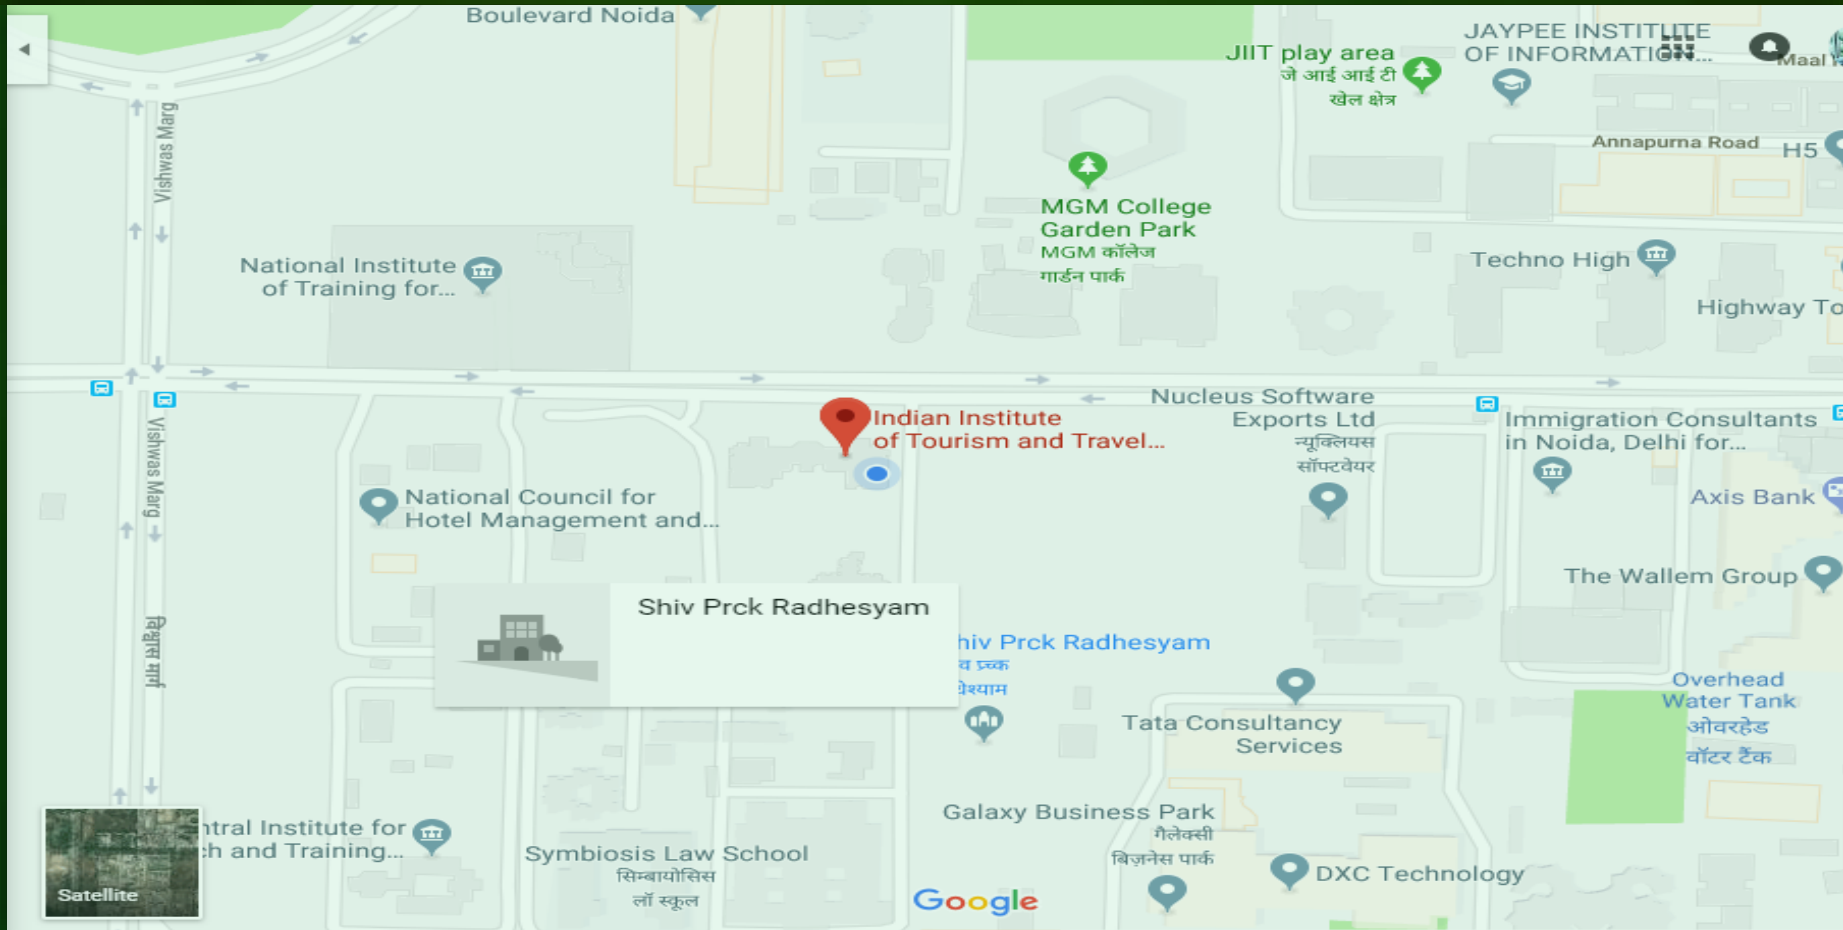 Boulevard Noida
JIIT play area
जे आई आई टी
खेल क्षेत्र
JAYPEE INSTITUTE
OF INFORMATION...
Maal
Annapurna Road
H5
Vishwas Marg
MGM College
Garden Park
MGM कॉलेज
गार्डन पार्क
National Institute
of Training for...
Techno High
Highway To
Nucleus Software
Exports Ltd
न्यूक्लियस
सॉफ्टवेयर
Indian Institute
of Tourism and Travel...
Immigration Consultants
in Noida, Delhi for...
Vishwas Marg
National Council for
Hotel Management and...
Axis Bank
The Wallem Group
Shiv Prck Radhesyam
hiv Prck Radhesyam
व प्रच्क
धेश्याम
विश्वास मार्ग
Overhead
Water Tank
ओवरहेड
वॉटर टैंक
Tata Consultancy
Services
Galaxy Business Park
गैलेक्सी
बिज़नेस पार्क
ntral Institute for
ch and Training...
Symbiosis Law School
सिम्बायोसिस
लॉ स्कूल
DXC Technology
Satellite
Google